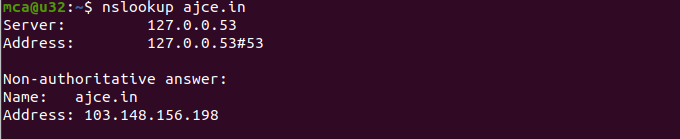 mca@u32:~$ nslookup ajce.in
Server:		127.0.0.53
Address:	127.0.0.53#53

Non-authoritative answer:
Name:	ajce.in
Address: 103.148.156.198